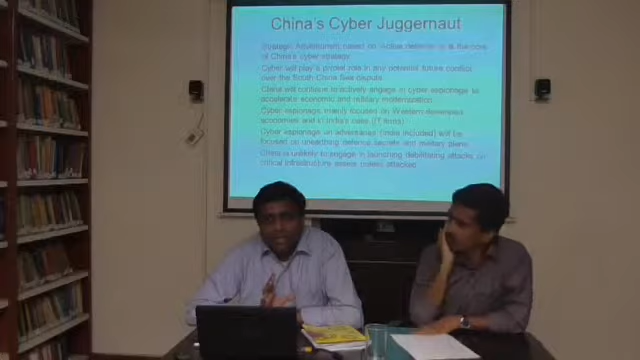 China's Cyber Juggernaut
Strategic Adventurism based on 'Active defence' is at the core
of China's cyber strategy
Cyber will play a pivotal role in any potential future conflict
over the South China Sea dispute
China will continue to actively engage in cyber espionage to
accelerate economic and military modernization
Cyber espionage mainly focused on Western developed
economies and in India's case (IT firms)
Cyber espionage on adversaries (India included) will be
focused on unearthing defence secrets and military plans
China is unlikely to engage in launching debilitating attacks on
critical infrastructure assets unless attacked